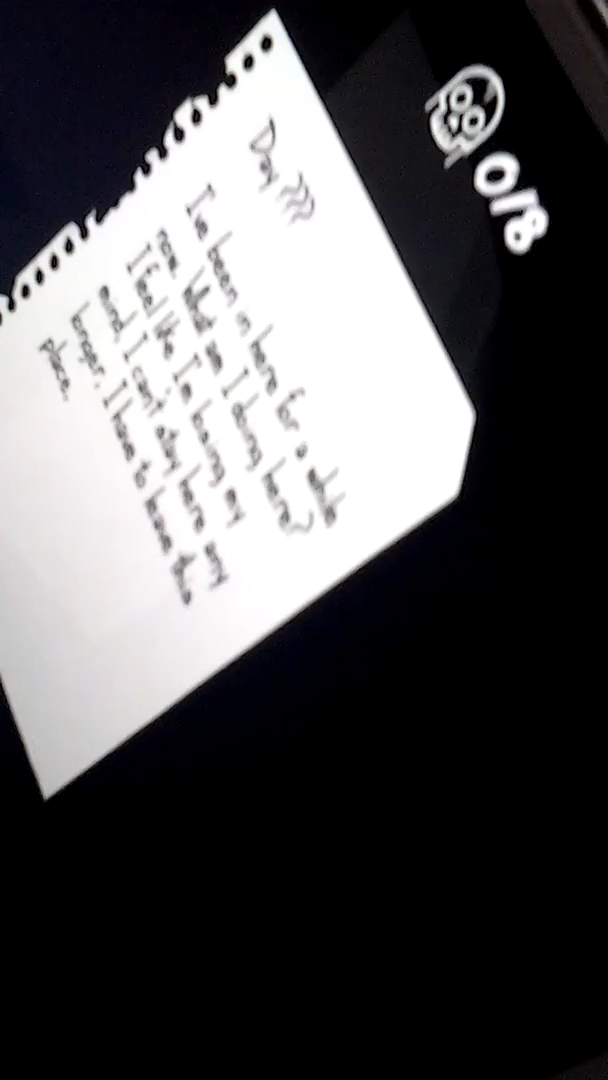 0/8
Day ???
I've been in here for a while
now. What am I doing here?
I feel like I'm losing my
mind, I can't stay here any
longer. I have to leave this
place.